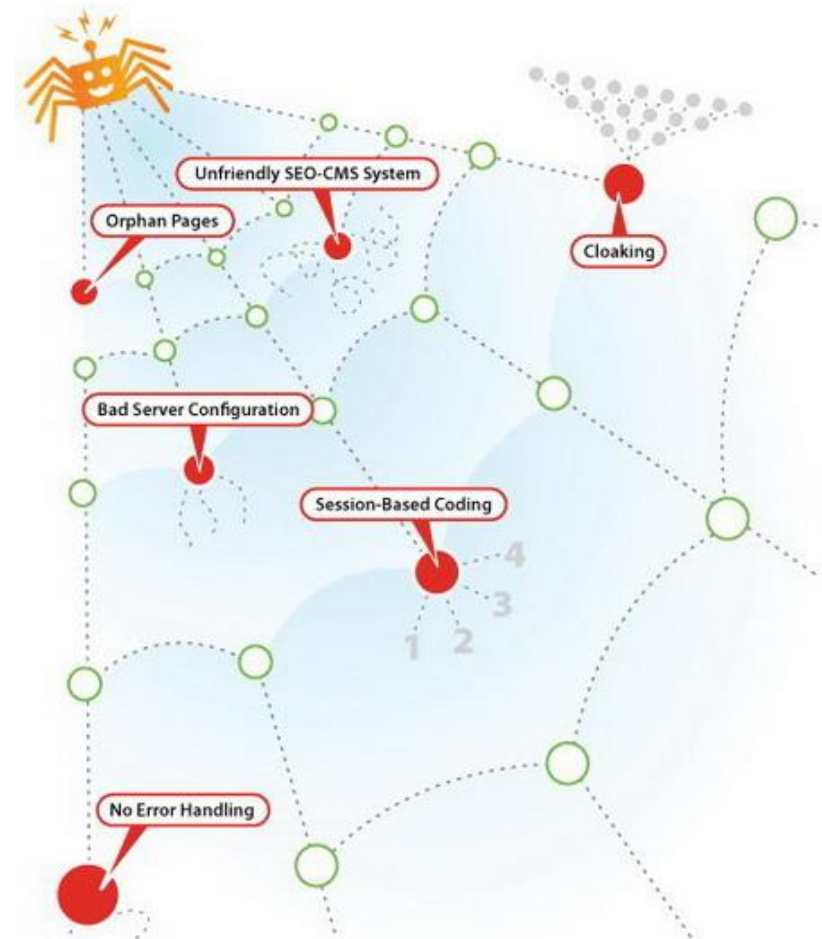 Unfriendly SEO-CMS System
Orphan Pages
Cloaking
Bad Server Configuration
Session-Based Coding
4
3
1 2
No Error Handling